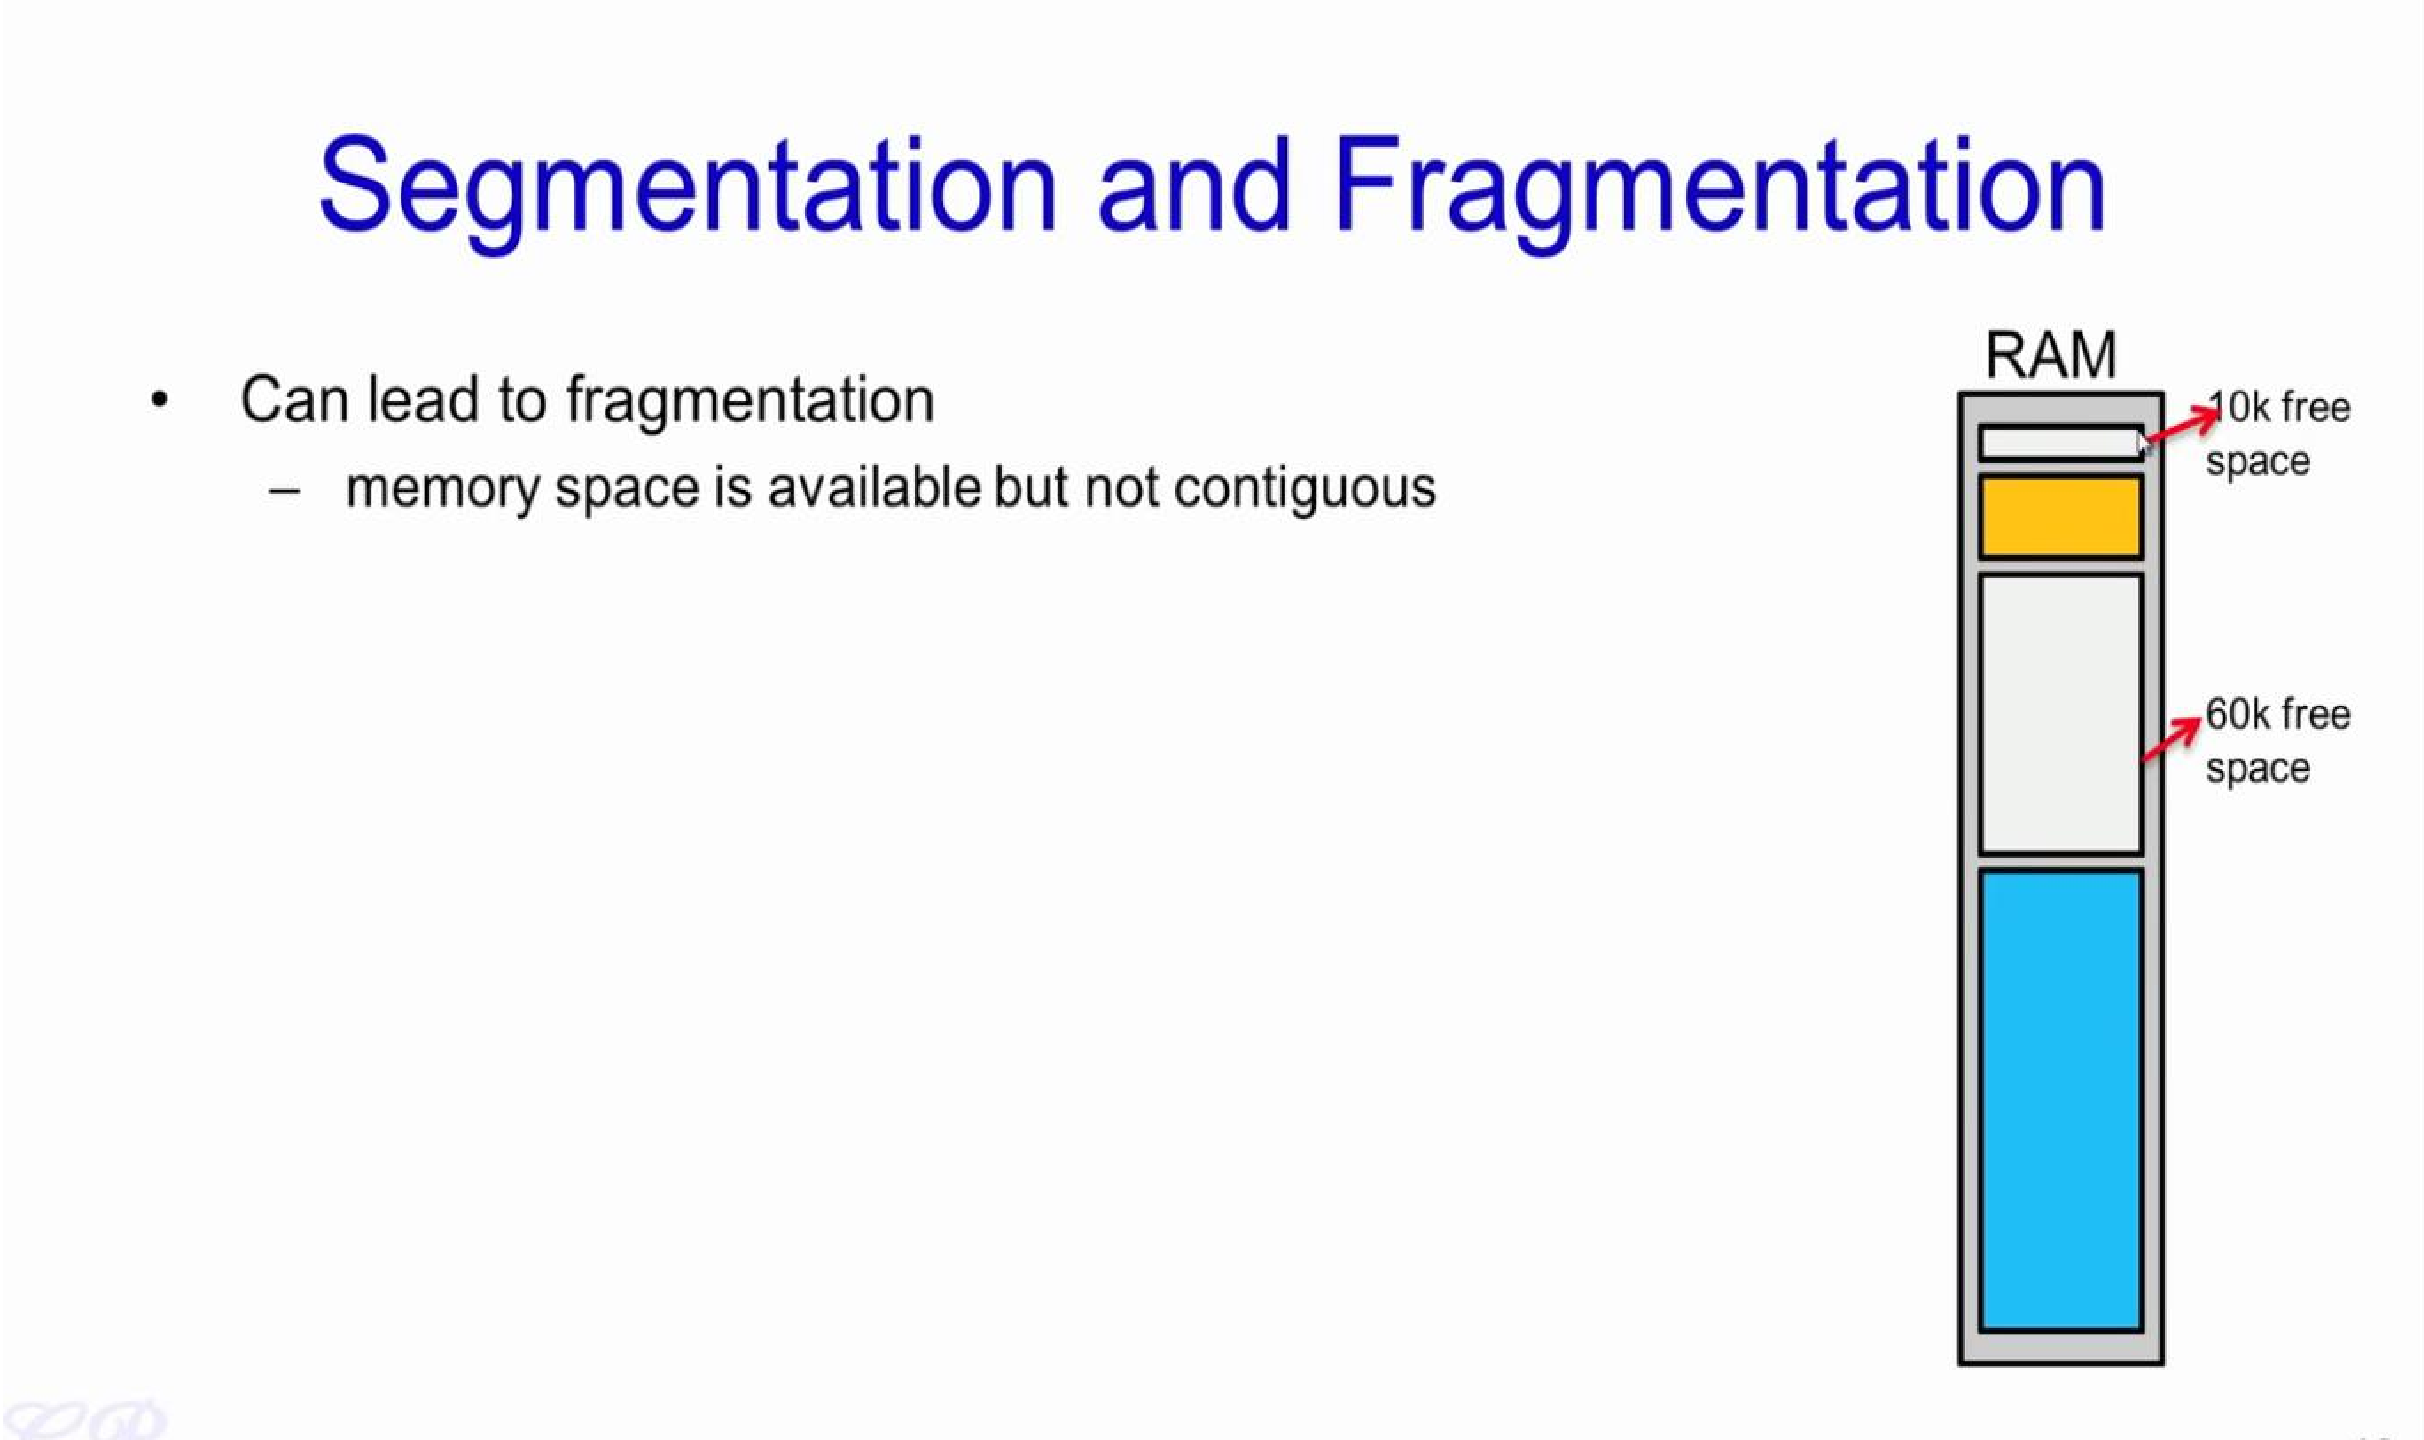 Segmentation and Fragmentation
• Can lead to fragmentation
– memory space is available but not contiguous
RAM
10k free
space
60k free
space